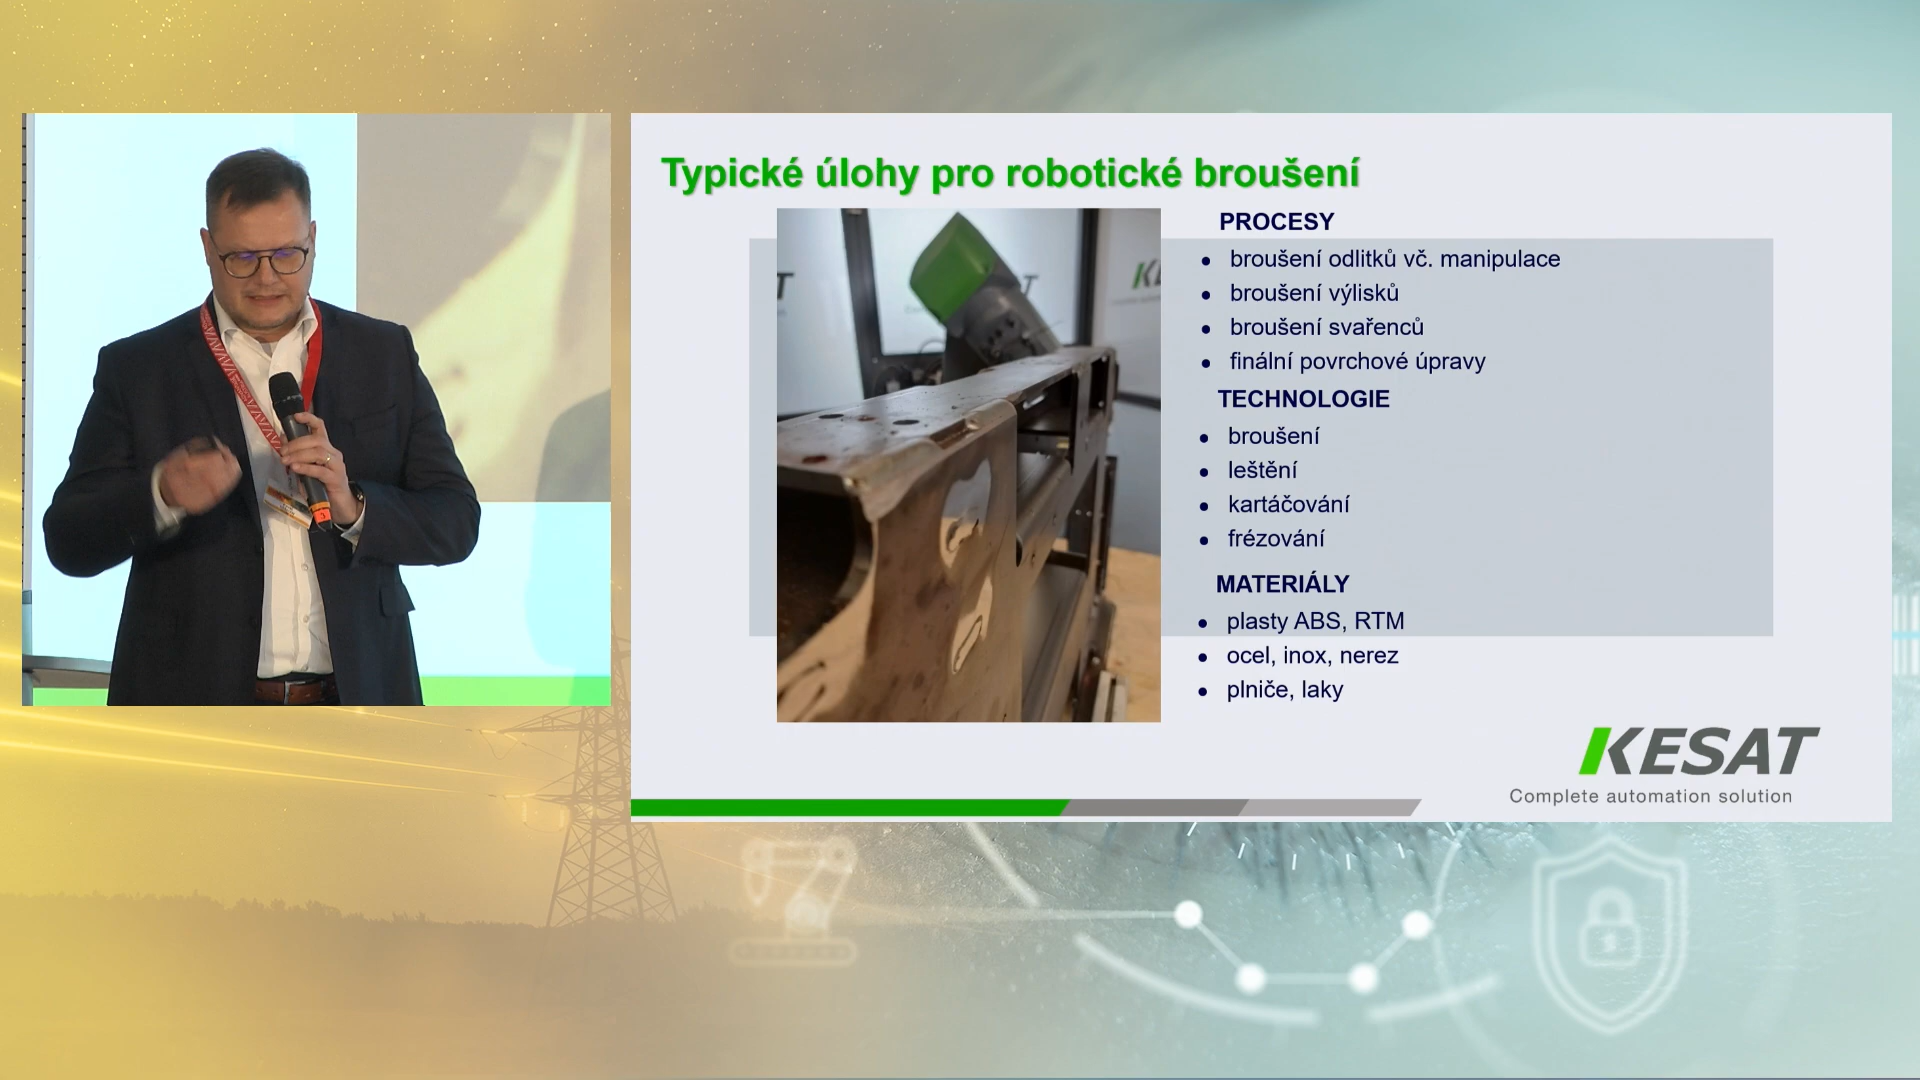 Typické úlohy pro robotické broušení
PROCESY
broušení odlitků vč. manipulace
broušení výlisků
broušení svařenců
finální povrchové úpravy
TECHNOLOGIE
broušení
leštění
kartáčování
frézování
MATERIÁLY
plasty ABS, RTM
ocel, inox, nerez
plniče, laky
KESAT
Complete automation solution